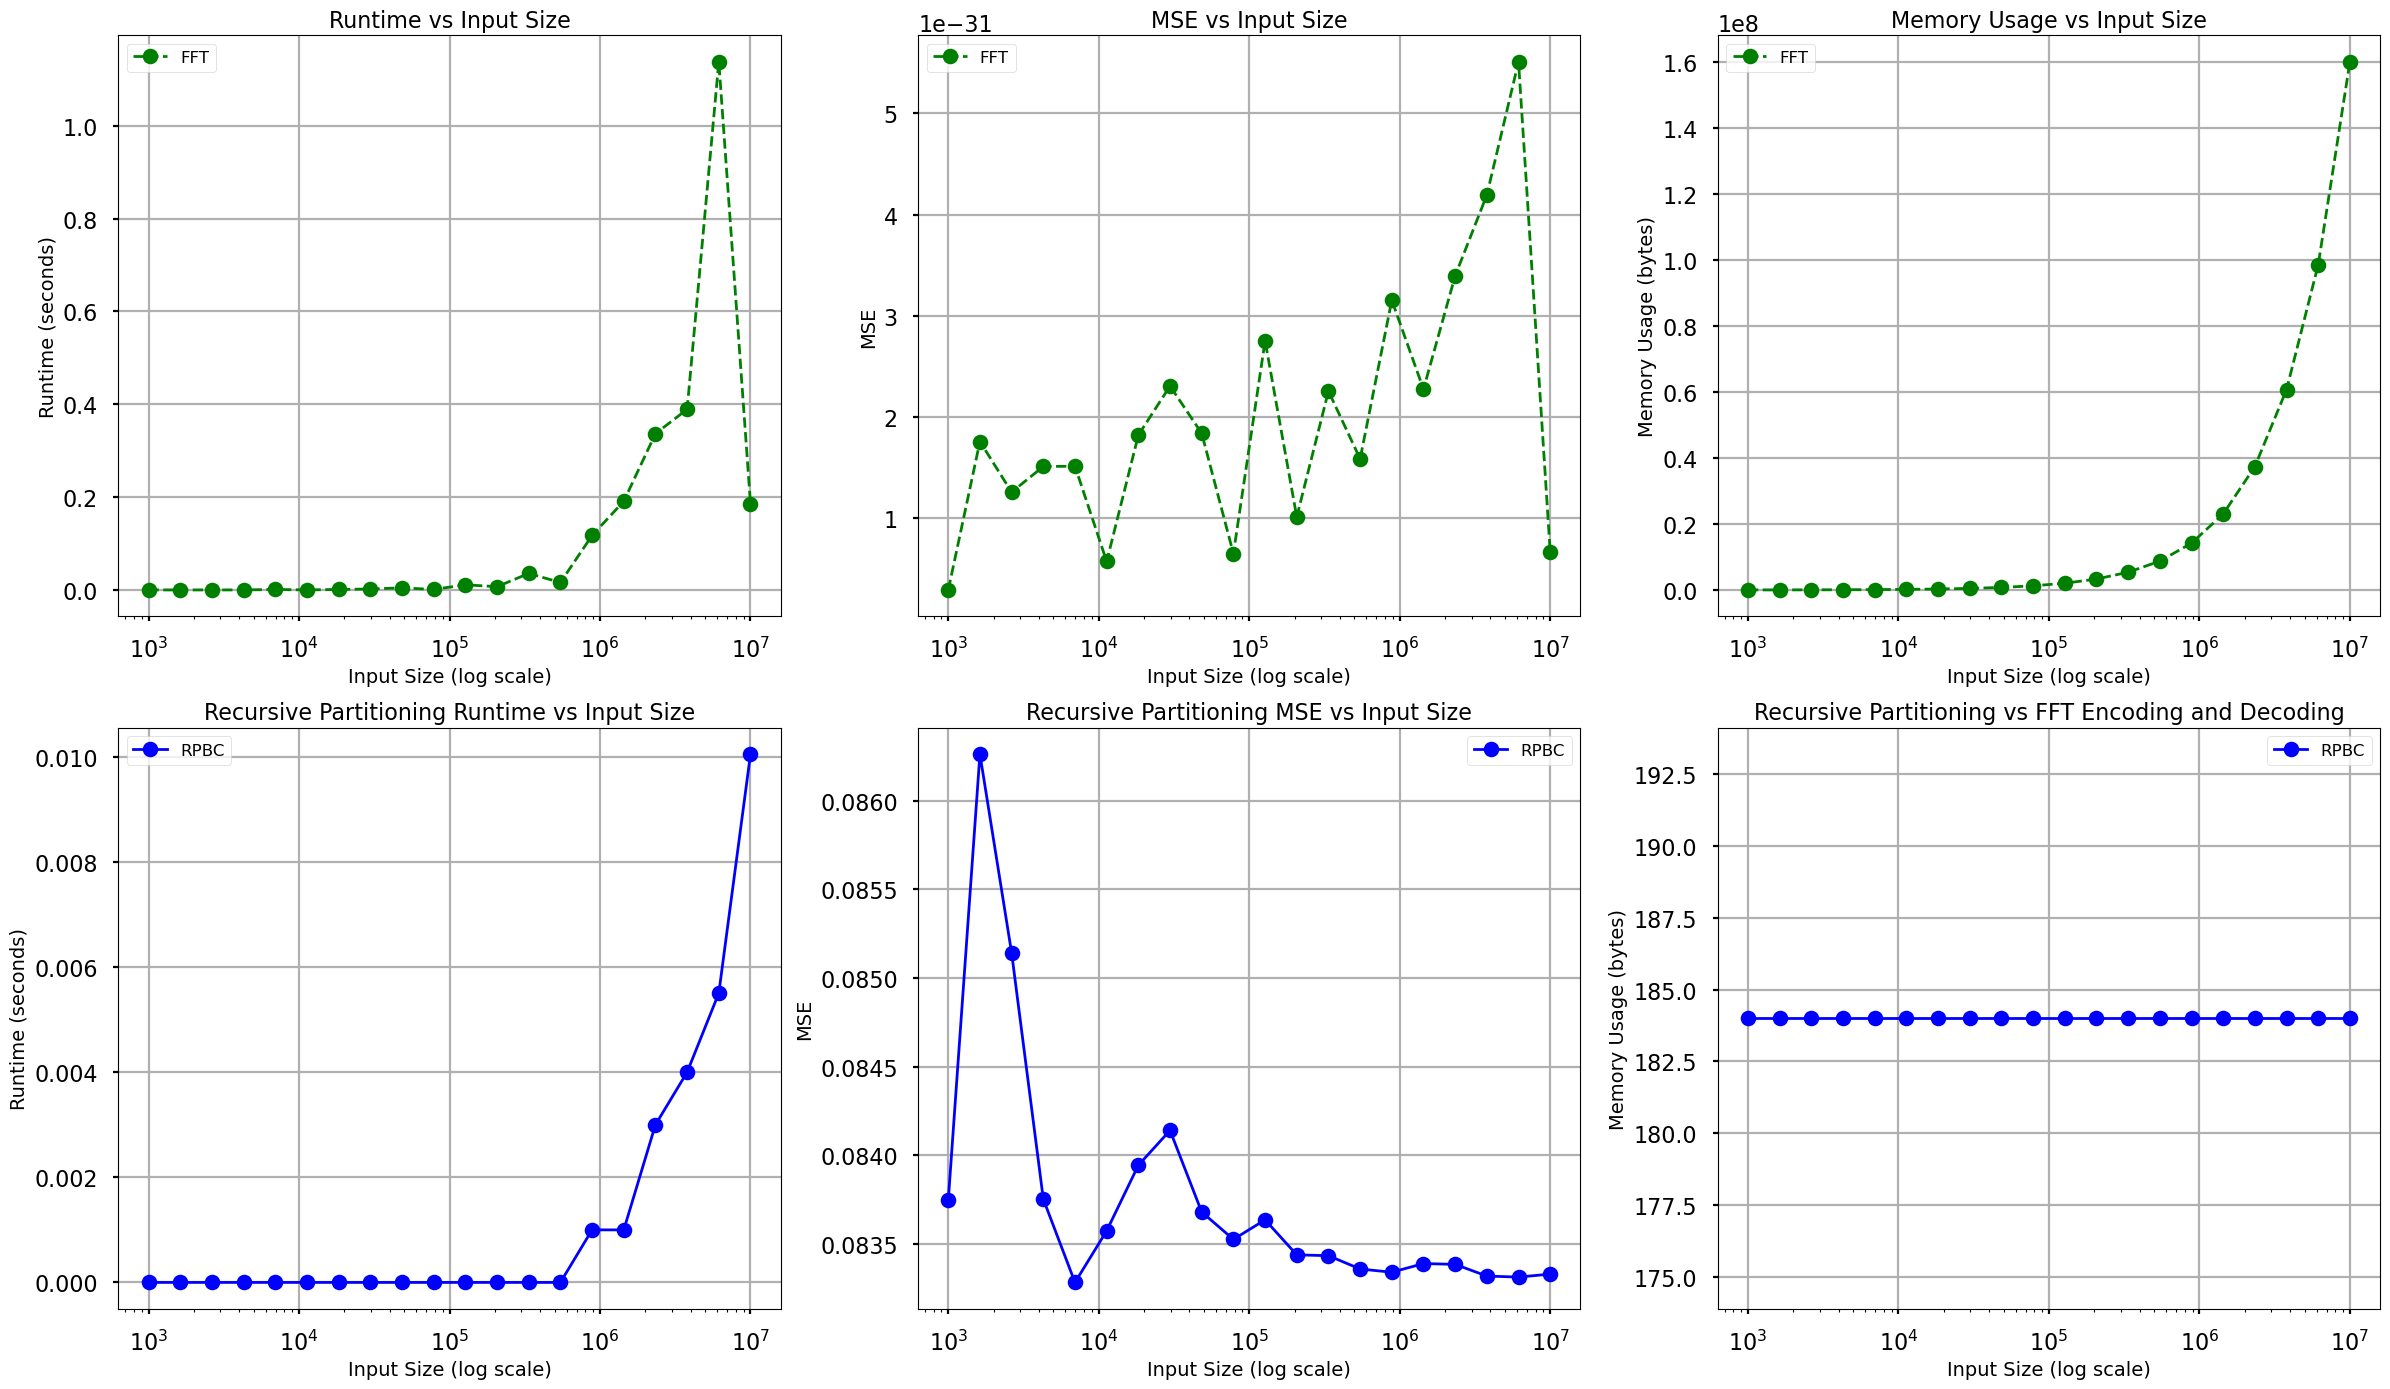 Runtime vs Input Size
FFT
1.0
0.8
0.6
0.4
0.2
0.0
Runtime (seconds)
10³ 10⁴ 10⁵ 10⁶ 10⁷
Input Size (log scale)
MSE vs Input Size
1e−31
FFT
5
4
3
2
1
MSE
10³ 10⁴ 10⁵ 10⁶ 10⁷
Input Size (log scale)
Memory Usage vs Input Size
1e8
FFT
1.6
1.4
1.2
1.0
0.8
0.6
0.4
0.2
0.0
Memory Usage (bytes)
10³ 10⁴ 10⁵ 10⁶ 10⁷
Input Size (log scale)
Recursive Partitioning Runtime vs Input Size
RPBC
0.010
0.008
0.006
0.004
0.002
0.000
Runtime (seconds)
10³ 10⁴ 10⁵ 10⁶ 10⁷
Input Size (log scale)
Recursive Partitioning MSE vs Input Size
RPBC
0.0860
0.0855
0.0850
0.0845
0.0840
0.0835
MSE
10³ 10⁴ 10⁵ 10⁶ 10⁷
Input Size (log scale)
Recursive Partitioning vs FFT Encoding and Decoding
RPBC
192.5
190.0
187.5
185.0
182.5
180.0
177.5
175.0
Memory Usage (bytes)
10³ 10⁴ 10⁵ 10⁶ 10⁷
Input Size (log scale)